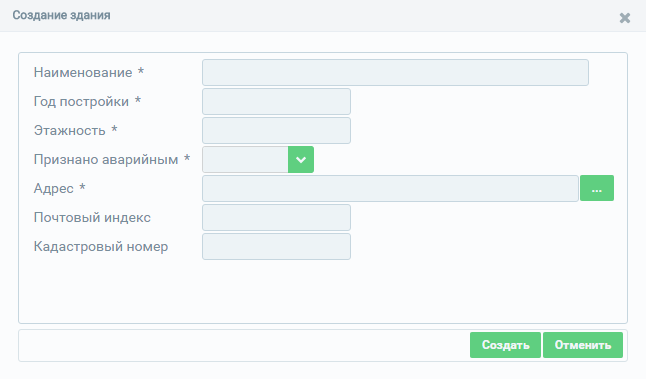 Создание здания
Наименование *
Год постройки *
Этажность *
Признано аварийным *
Адрес *
...
Почтовый индекс
Кадастровый номер
Создать Отменить